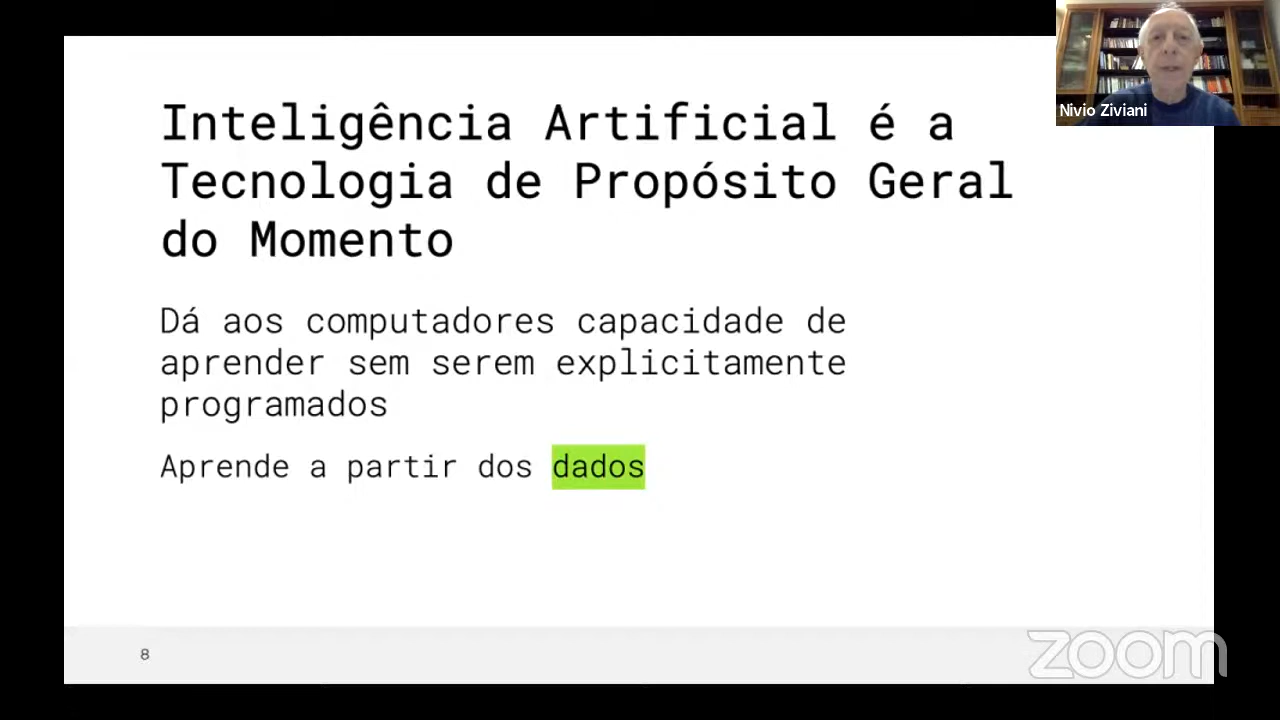 Nivio Ziviani
Inteligência Artificial é a
Tecnologia de Propósito Geral
do Momento
Dá aos computadores capacidade de
aprender sem serem explicitamente
programados
Aprende a partir dos dados
8
zoom